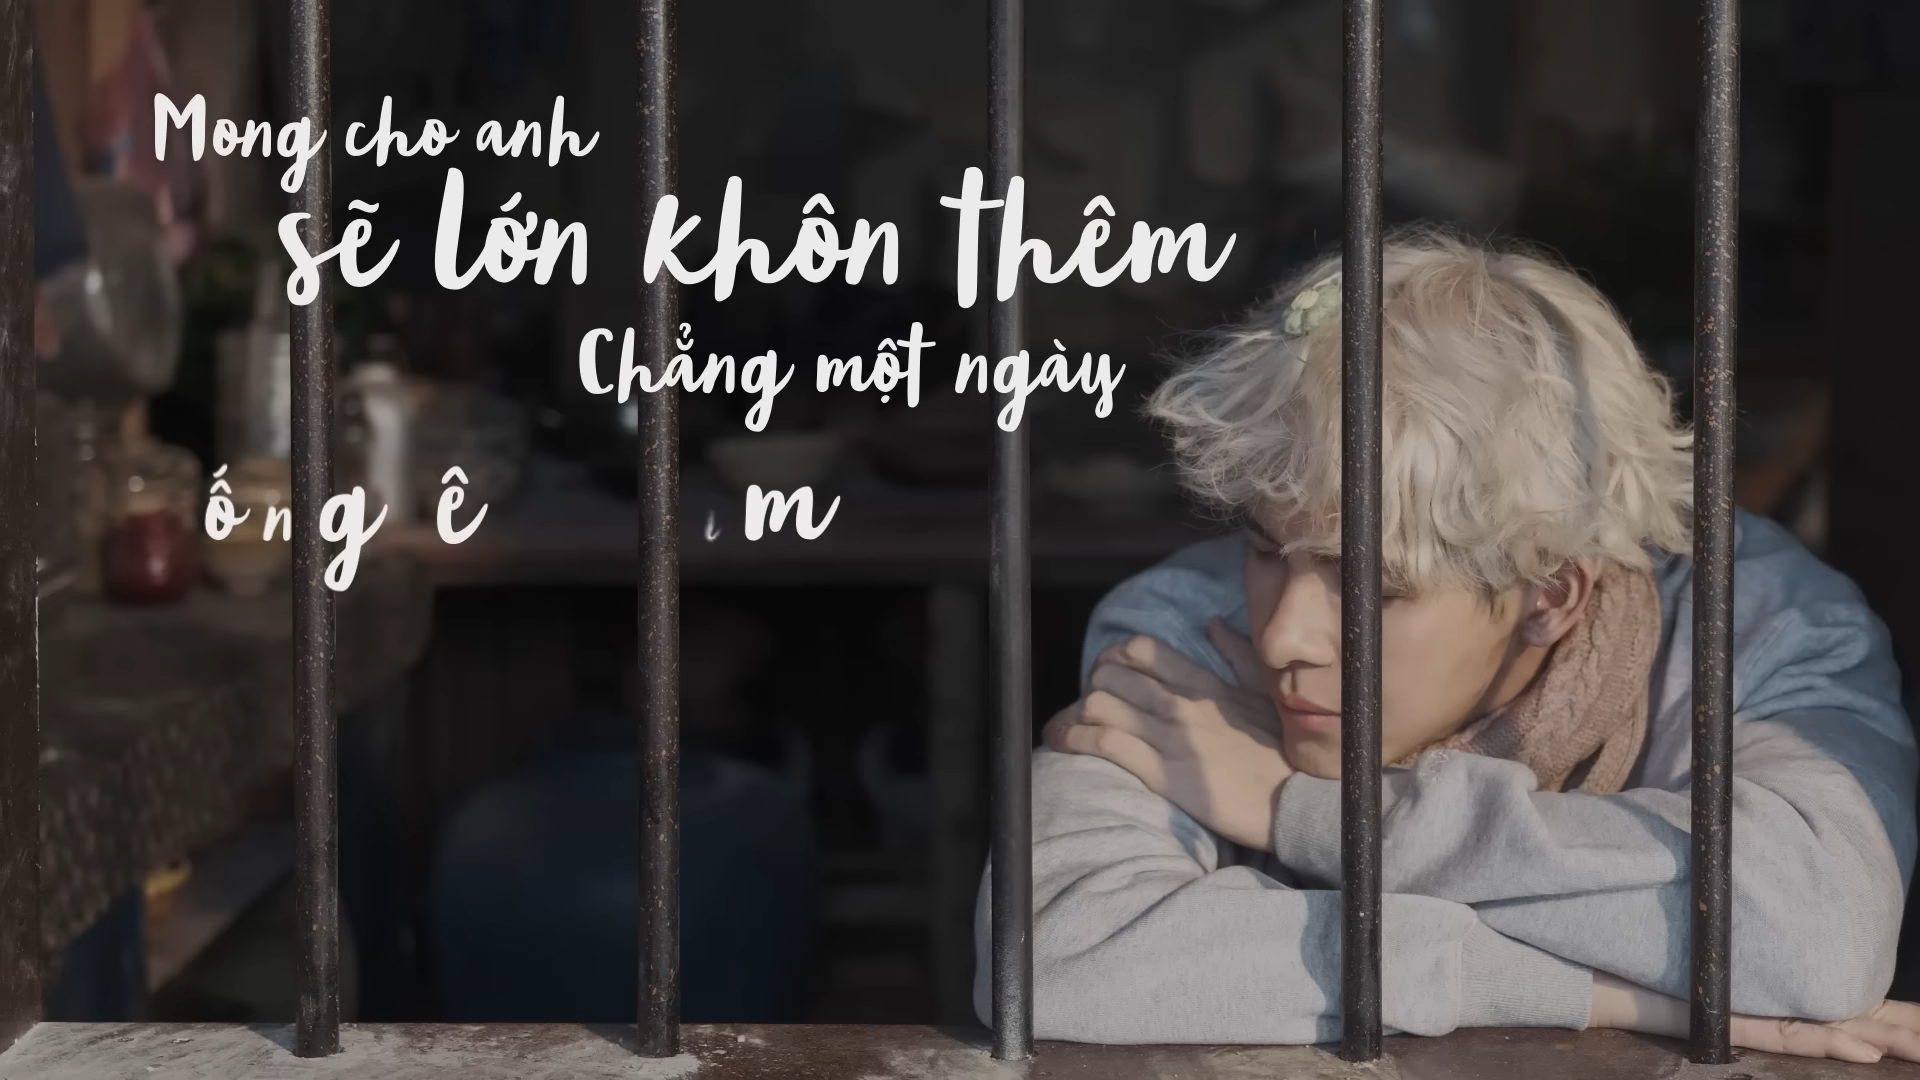 Mong cho anh
sẽ lớn khôn thêm
Chẳng một ngày